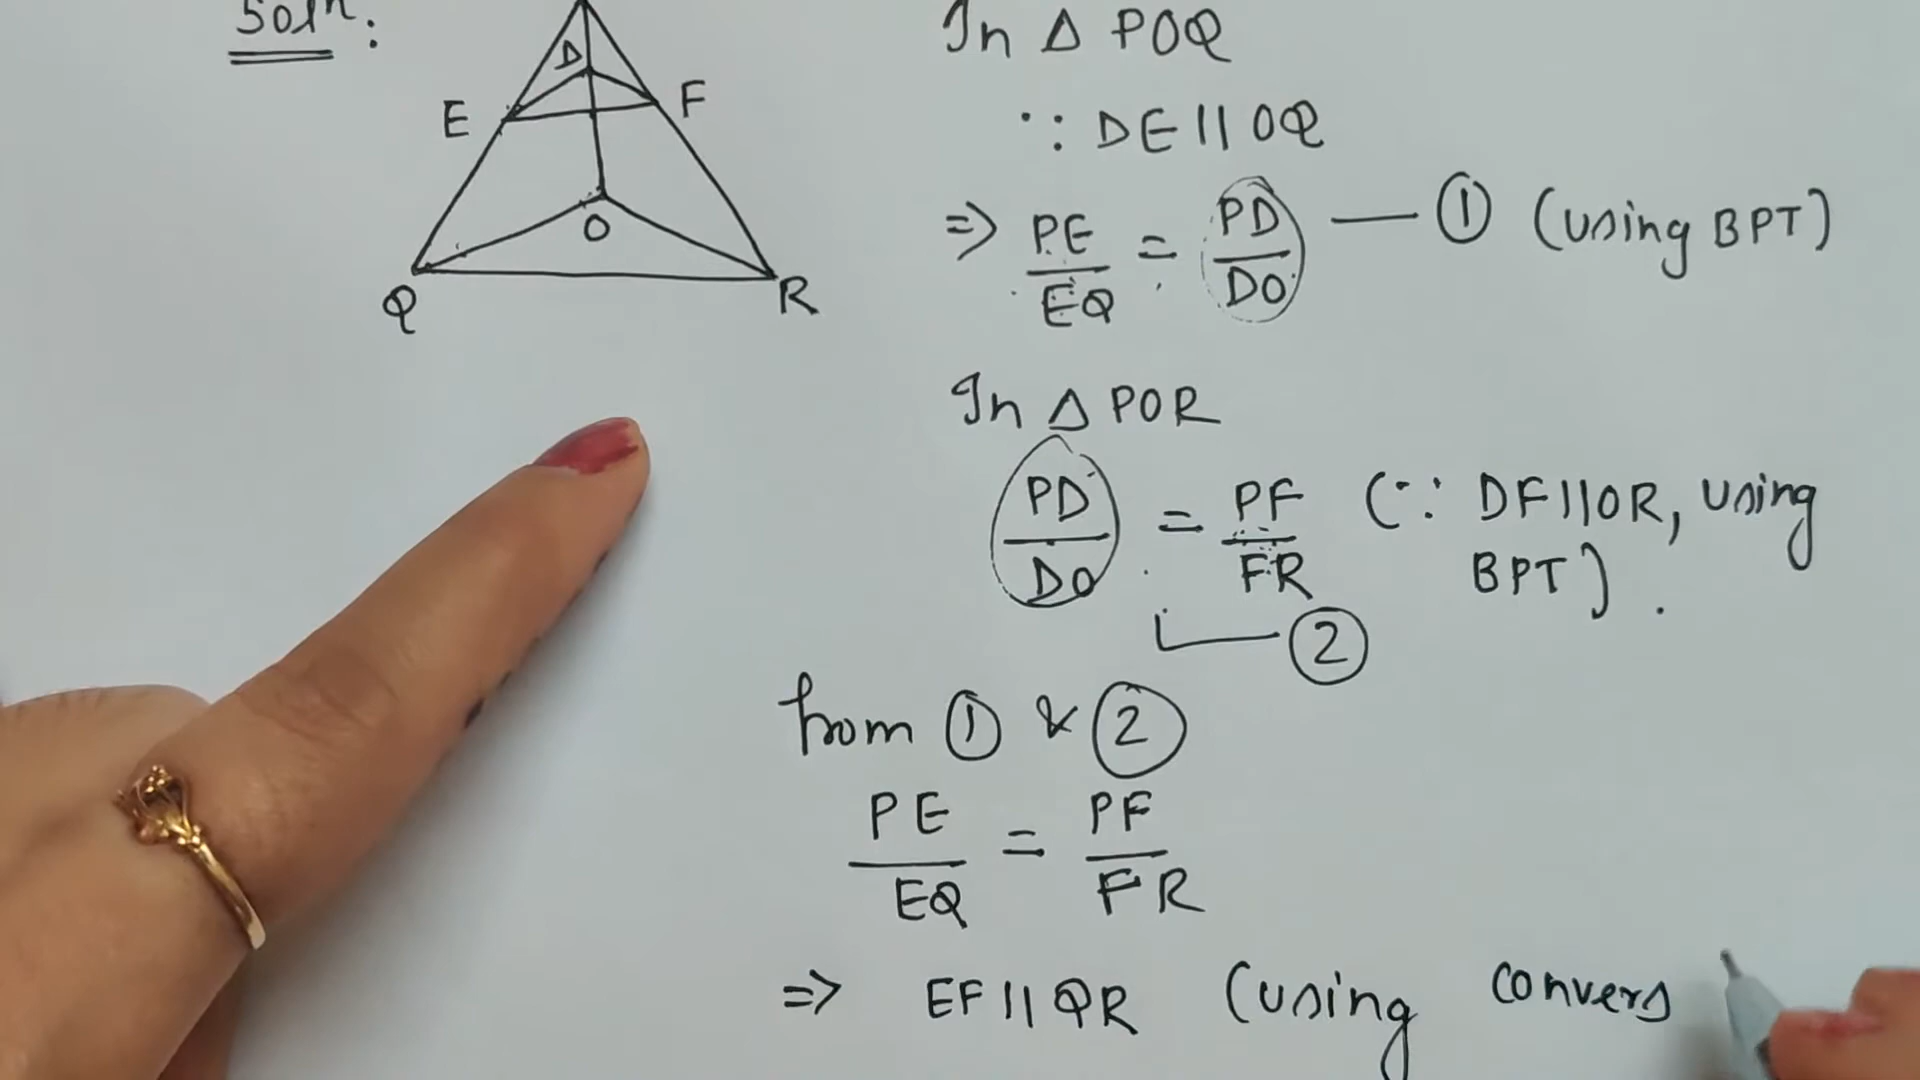 Soln:
D
E
F
O
Q
R
In Δ POQ
∵ DE || OQ
=> PE/EQ = PD/DO — ① (using BPT)
In Δ POR
PD/DO = PF/FR (∵ DF||OR, using
BPT).
②
from ① & ②
PE/EQ = PF/FR
=> EF || QR (using convers